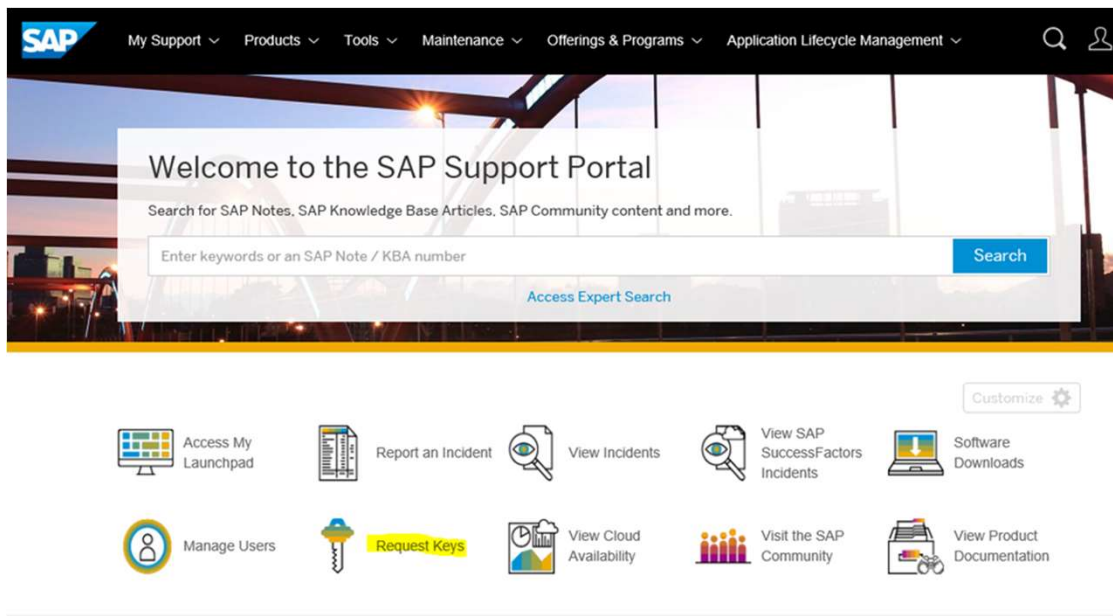 SAP
My Support Products Tools Maintenance Offerings & Programs Application Lifecycle Management
Welcome to the SAP Support Portal
Search for SAP Notes, SAP Knowledge Base Articles, SAP Community content and more.
Enter keywords or an SAP Note / KBA number
Search
Access Expert Search
Customize
Access My
Launchpad
Report an Incident
View Incidents
View SAP
SuccessFactors
Incidents
Software
Downloads
Manage Users
Request Keys
View Cloud
Availability
Visit the SAP
Community
View Product
Documentation